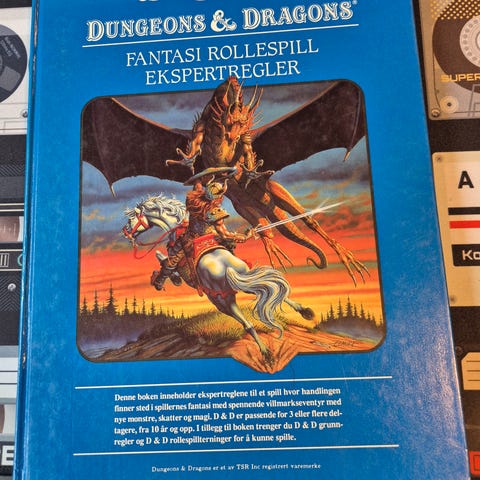 DUNGEONS & DRAGONS®
FANTASI ROLLESPILL
EKSPERTREGLER
SUPER
A
Ko
Denne boken inneholder ekspertreglene til et spill hvor handlingen
finner sted i spillernes fantasi med spennende villmarkseventyr med
nye monstre, skatter og magi. D & D er passende for 3 eller flere del-
tagere, fra 10 år og opp. I tillegg til boken trenger du D & D grunn-
regler og D & D rollespillterninger for å kunne spille.
Dungeons & Dragons er et av TSR Inc registrert varemerke